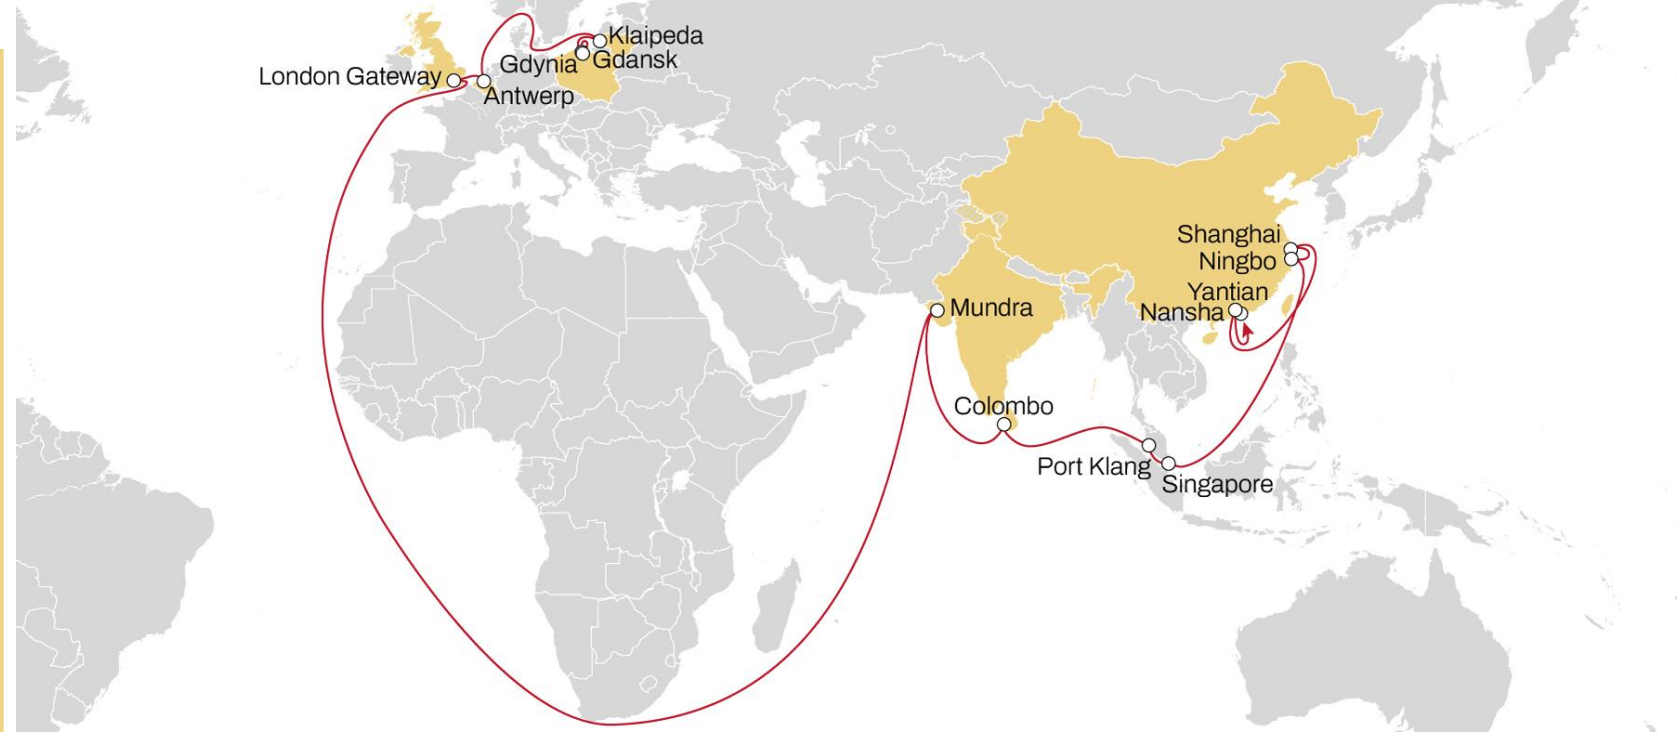 Klaipeda
Gdynia
Gdansk
London Gateway
Antwerp
Shanghai
Ningbo
Yantian
Nansha
Mundra
Colombo
Port Klang
Singapore